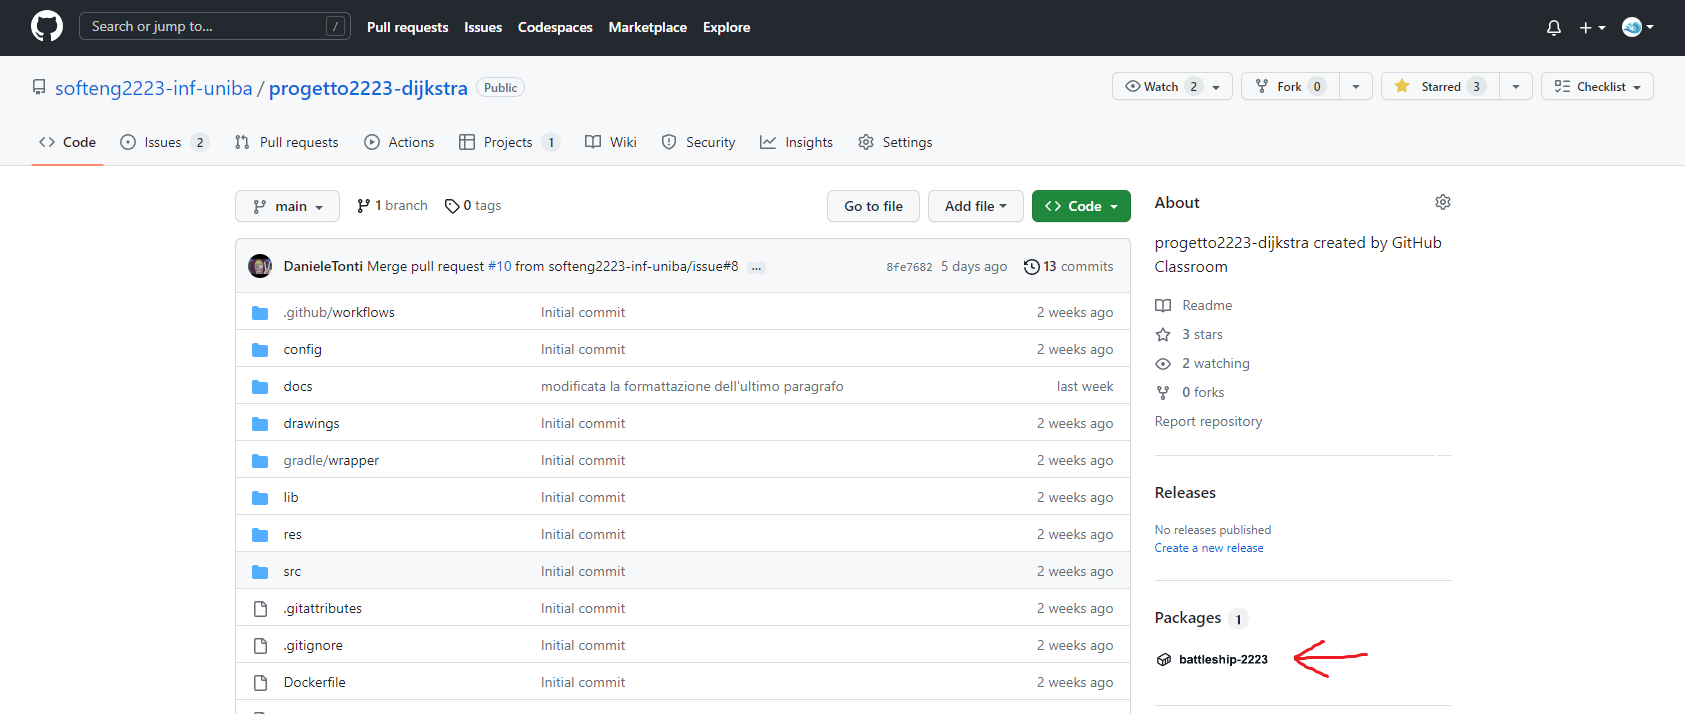 Search or jump to... /
Pull requests Issues Codespaces Marketplace Explore
softeng2223-inf-uniba / progetto2223-dijkstra Public
Watch 2 Fork 0 Starred 3 Checklist
Code Issues 2 Pull requests Actions Projects 1 Wiki Security Insights Settings
main 1 branch 0 tags Go to file Add file Code
DanieleTonti Merge pull request #10 from softeng2223-inf-uniba/issue#8 ... 8fe7682 5 days ago 13 commits
.github/workflows Initial commit 2 weeks ago
config Initial commit 2 weeks ago
docs modificata la formattazione dell'ultimo paragrafo last week
drawings Initial commit 2 weeks ago
gradle/wrapper Initial commit 2 weeks ago
lib Initial commit 2 weeks ago
res Initial commit 2 weeks ago
src Initial commit 2 weeks ago
.gitattributes Initial commit 2 weeks ago
.gitignore Initial commit 2 weeks ago
Dockerfile Initial commit 2 weeks ago
About
progetto2223-dijkstra created by GitHub
Classroom
Readme
3 stars
2 watching
0 forks
Report repository
Releases
No releases published
Create a new release
Packages 1
battleship-2223